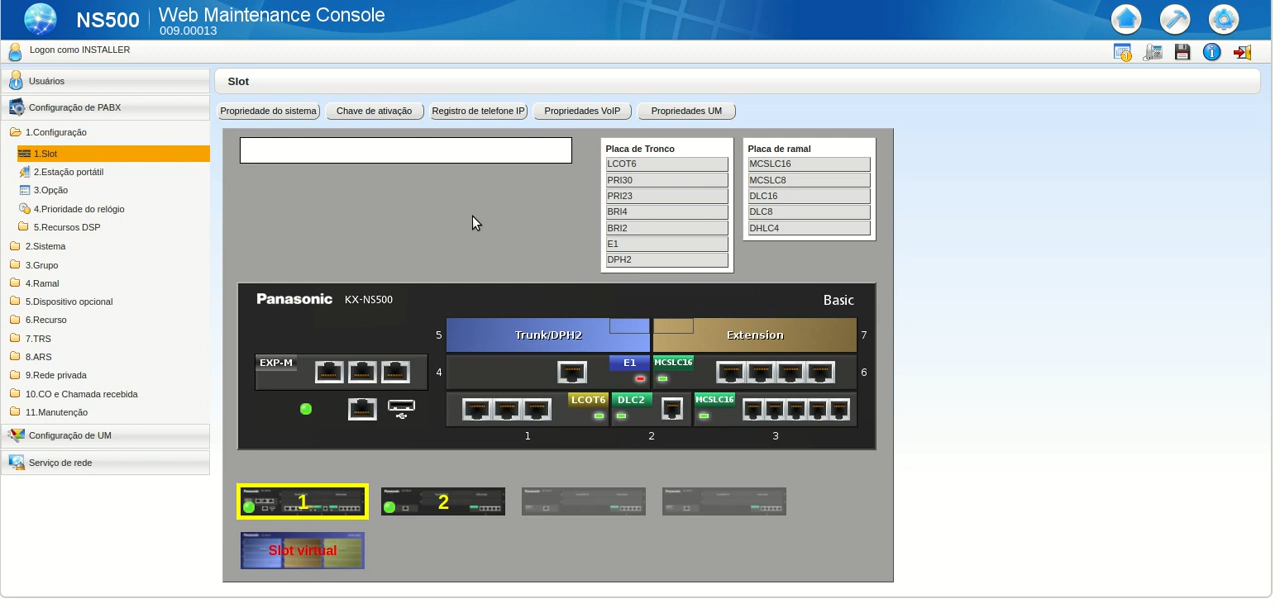 NS500
Web Maintenance Console
009.00013
Logon como INSTALLER
Usuários
Configuração de PABX
1.Configuração
1.Slot
2.Estação portátil
3.Opção
4.Prioridade do relógio
5.Recursos DSP
2.Sistema
3.Grupo
4.Ramal
5.Dispositivo opcional
6.Recurso
7.TRS
8.ARS
9.Rede privada
10.CO e Chamada recebida
11.Manutenção
Configuração de UM
Serviço de rede
Slot
Propriedade do sistema
Chave de ativação
Registro de telefone IP
Propriedades VoIP
Propriedades UM
Placa de Tronco
LCOT6
PRI30
PRI23
BRI4
BRI2
E1
DPH2
Placa de ramal
MCSLC16
MCSLC8
DLC16
DLC8
DHLC4
Panasonic KX-NS500
Basic
5
Trunk/DPH2
Extension
7
EXP-M
4
E1
MCSLC16
6
LCOT6
DLC2
MCSLC16
1
2
3
1
2
Slot virtual